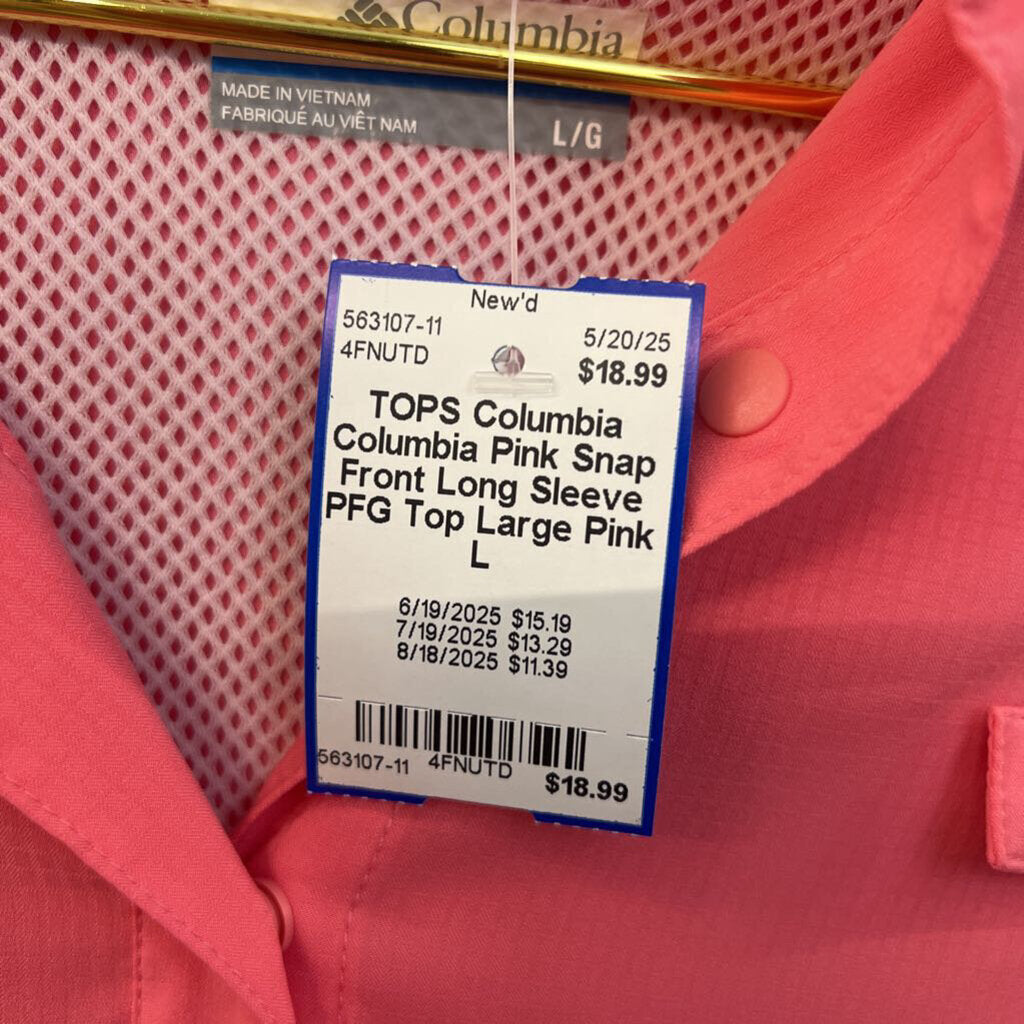 Columbia
MADE IN VIETNAM
FABRIQUÉ AU VIÊT NAM
L/G
New'd
563107-11
5/20/25
4FNUTD
$18.99
TOPS Columbia
Columbia Pink Snap
Front Long Sleeve
PFG Top Large Pink
L
6/19/2025 $15.19
7/19/2025 $13.29
8/18/2025 $11.39
563107-11 4FNUTD
$18.99